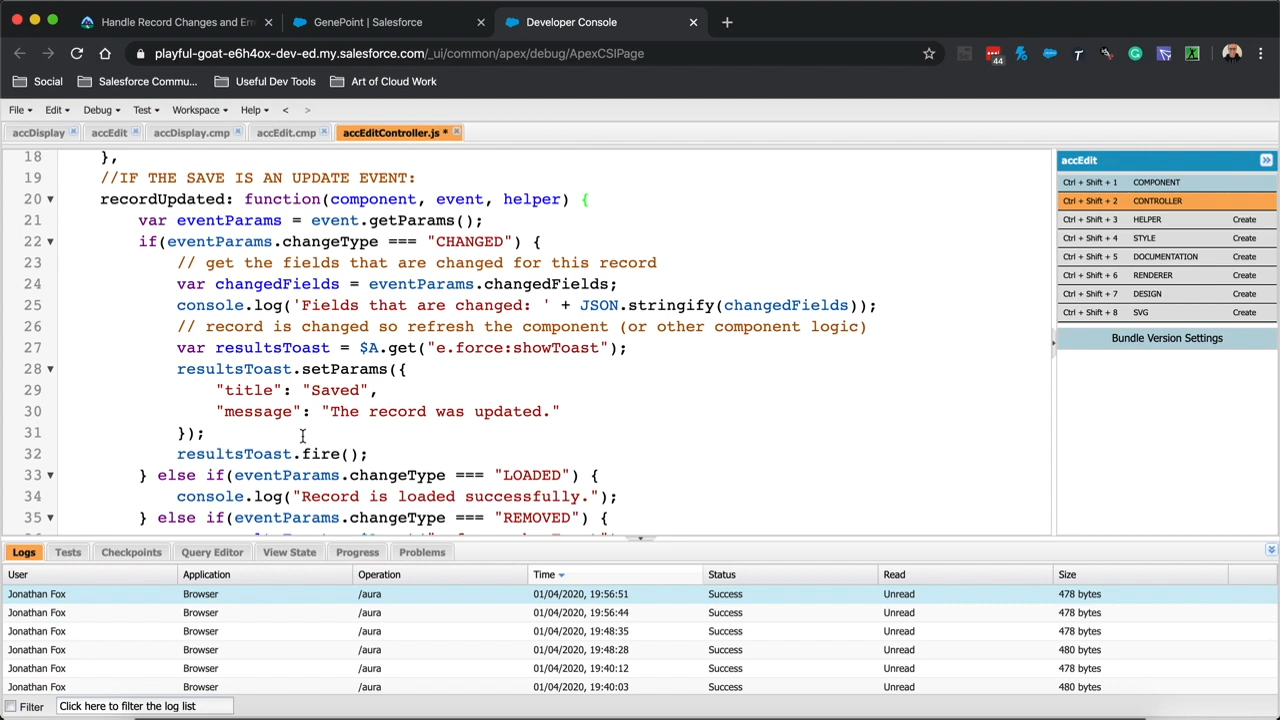 Handle Record Changes and Err
GenePoint | Salesforce
Developer Console
playful-goat-e6h4ox-dev-ed.my.salesforce.com/_ui/common/apex/debug/ApexCSIPage
44
T
Social
Salesforce Commu...
Useful Dev Tools
Art of Cloud Work
File Edit Debug Test Workspace Help < >
accDisplay accEdit accDisplay.cmp accEdit.cmp accEditController.js *
18 },
19 //IF THE SAVE IS AN UPDATE EVENT:
20 recordUpdated: function(component, event, helper) {
21 var eventParams = event.getParams();
22 if(eventParams.changeType === "CHANGED") {
23 // get the fields that are changed for this record
24 var changedFields = eventParams.changedFields;
25 console.log('Fields that are changed: ' + JSON.stringify(changedFields));
26 // record is changed so refresh the component (or other component logic)
27 var resultsToast = $A.get("e.force:showToast");
28 resultsToast.setParams({
29 "title": "Saved",
30 "message": "The record was updated."
31 });
32 resultsToast.fire();
33 } else if(eventParams.changeType === "LOADED") {
34 console.log("Record is loaded successfully.");
35 } else if(eventParams.changeType === "REMOVED") {
accEdit
Ctrl + Shift + 1 COMPONENT
Ctrl + Shift + 2 CONTROLLER
Ctrl + Shift + 3 HELPER Create
Ctrl + Shift + 4 STYLE Create
Ctrl + Shift + 5 DOCUMENTATION Create
Ctrl + Shift + 6 RENDERER Create
Ctrl + Shift + 7 DESIGN Create
Ctrl + Shift + 8 SVG Create
Bundle Version Settings
Logs Tests Checkpoints Query Editor View State Progress Problems
User Application Operation Time Status Read Size
Jonathan Fox Browser /aura 01/04/2020, 19:56:51 Success Unread 478 bytes
Jonathan Fox Browser /aura 01/04/2020, 19:56:44 Success Unread 478 bytes
Jonathan Fox Browser /aura 01/04/2020, 19:48:35 Success Unread 478 bytes
Jonathan Fox Browser /aura 01/04/2020, 19:48:28 Success Unread 480 bytes
Jonathan Fox Browser /aura 01/04/2020, 19:40:12 Success Unread 478 bytes
Jonathan Fox Browser /aura 01/04/2020, 19:40:03 Success Unread 480 bytes
Filter Click here to filter the log list